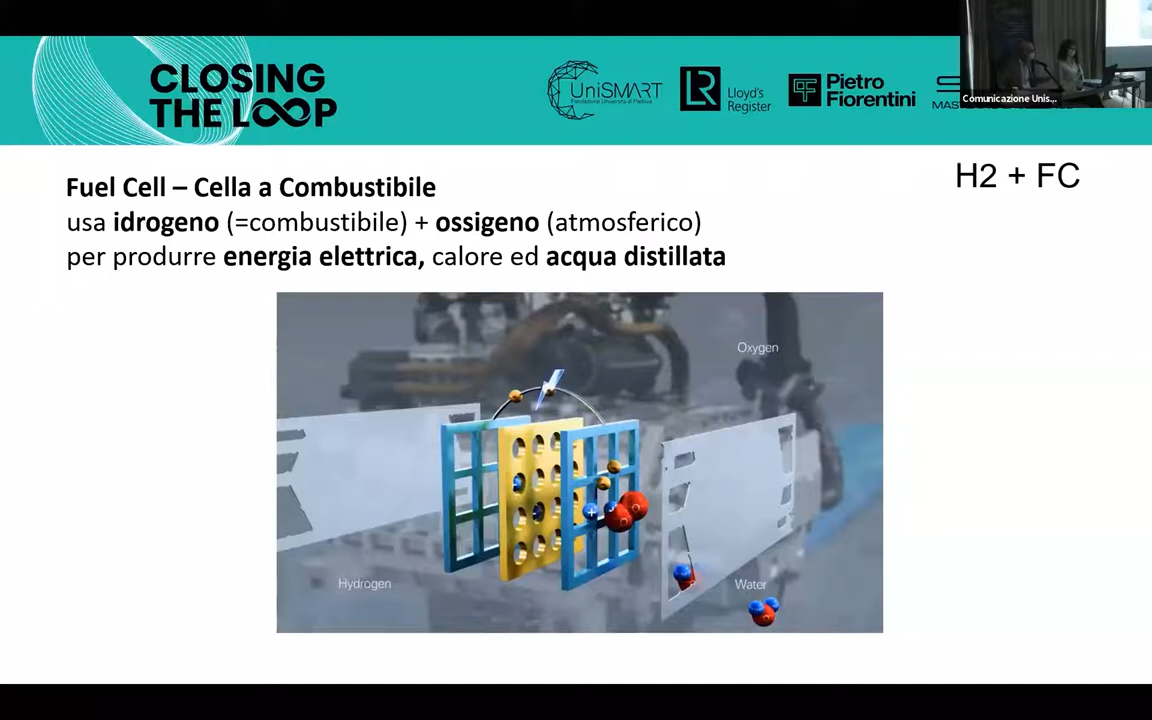 CLOSING
THE LOOP
UniSMART
Fondazione Università di Padova
LR
Lloyd's
Register
Pietro
Fiorentini
Comunicazione Unis...
H2 + FC
Fuel Cell – Cella a Combustibile
usa idrogeno (=combustibile) + ossigeno (atmosferico)
per produrre energia elettrica, calore ed acqua distillata
Oxygen
Hydrogen
Water